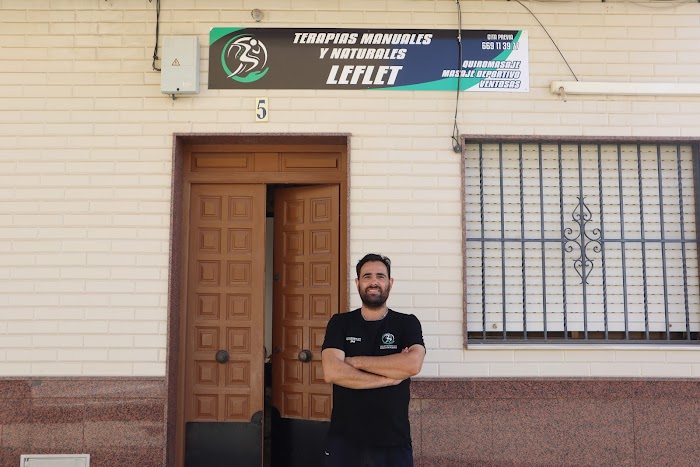 TERAPIAS MANUALES
Y NATURALES
LEFLET
CITA PREVIA
669 11 39
QUIROMASAJE
MASAJE DEPORTIVO
VENTOSAS
5